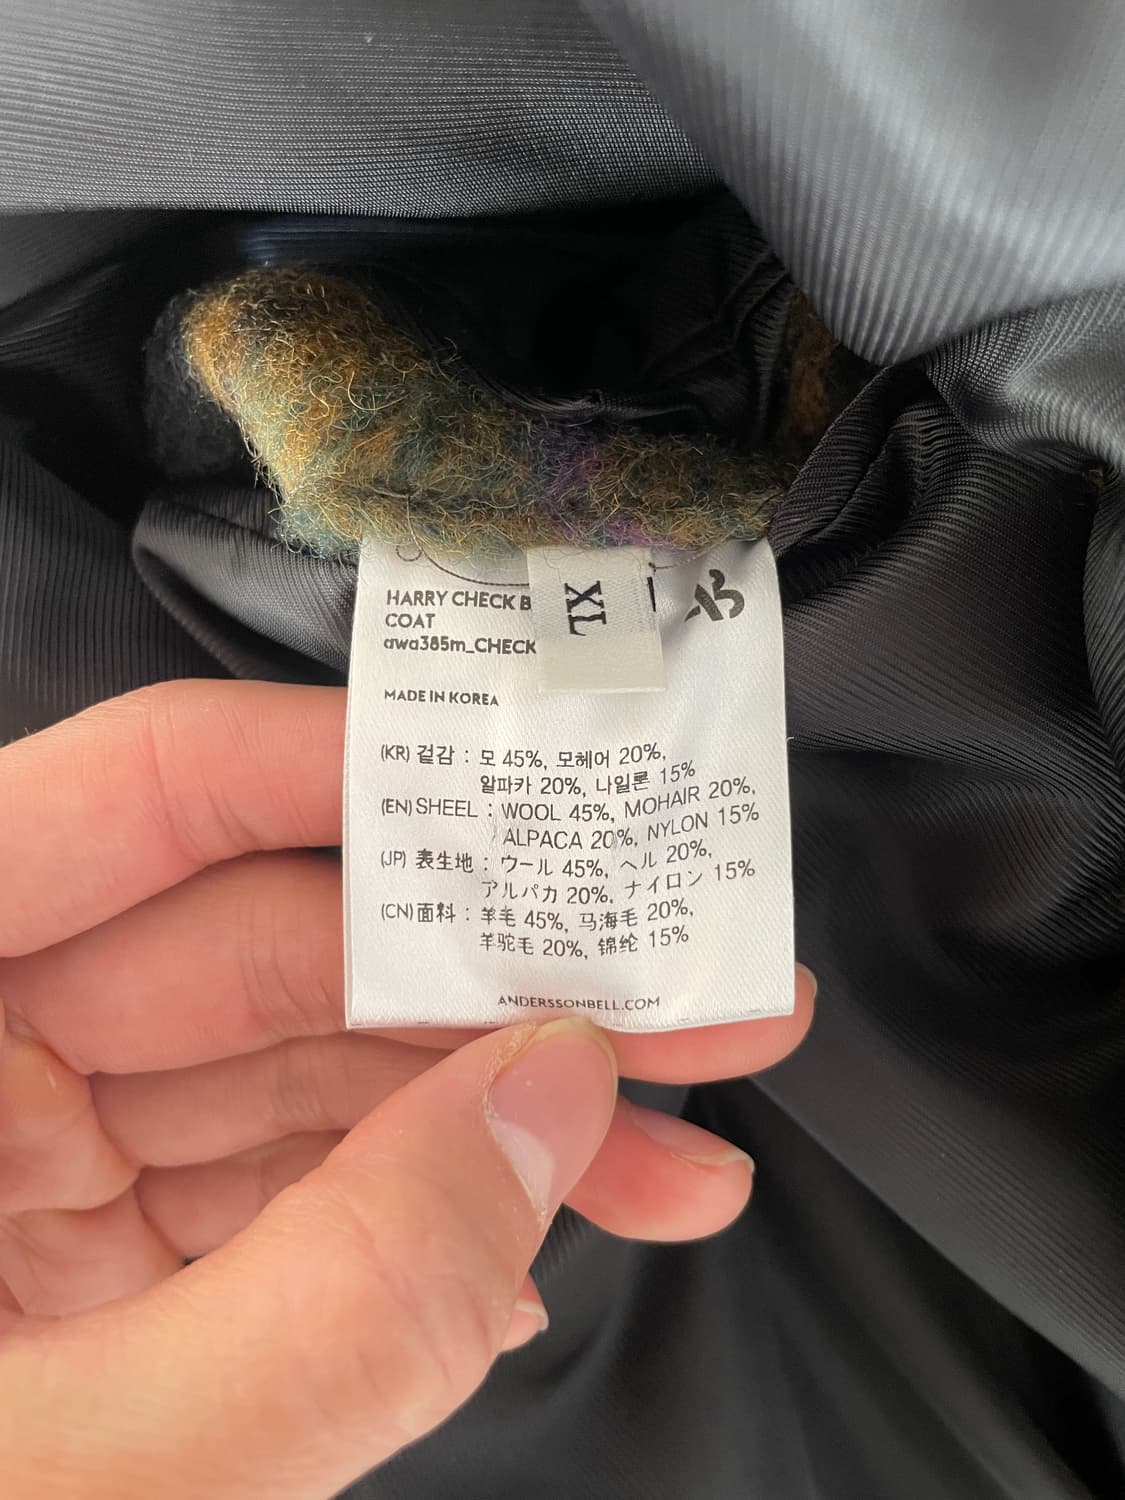 HARRY CHECK B
COAT
awa385m_CHECK
XL
AB
MADE IN KOREA
(KR) 겉감 : 모 45%, 모헤어 20%,
알파카 20%, 나일론 15%
(EN) SHEEL : WOOL 45%, MOHAIR 20%,
ALPACA 20%, NYLON 15%
(JP) 表生地 : ウール 45%, ヘル 20%,
アルパカ 20%, ナイロン 15%
(CN) 面料 : 羊毛 45%, 马海毛 20%,
羊驼毛 20%, 锦纶 15%
ANDERSSONBELL.COM